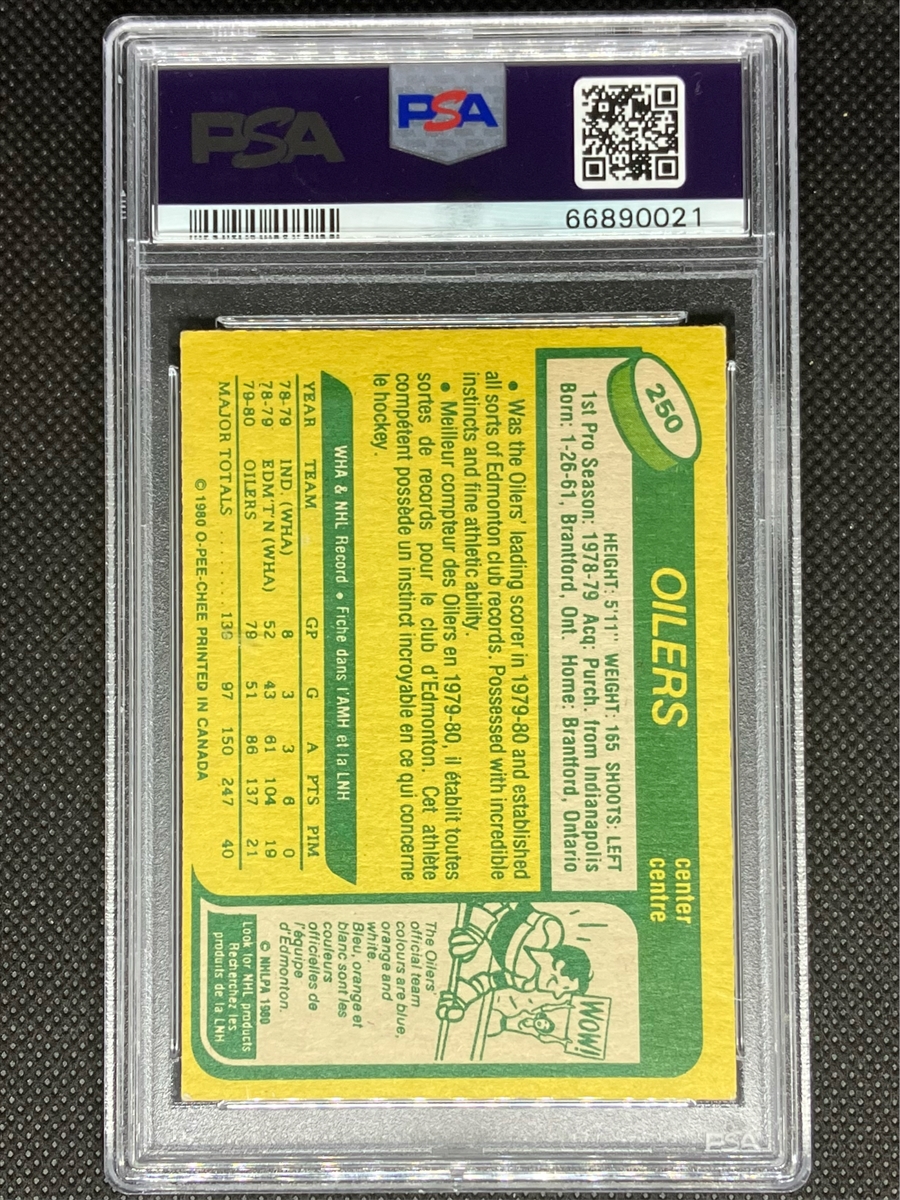 PSA
PSA
66890021
250
OILERS
center
centre
HEIGHT: 5'11" WEIGHT: 165 SHOOTS: LEFT
1st Pro Season: 1978-79 Acq: Purch. from Indianapolis
Born: 1-26-61, Brantford, Ont. Home: Brantford, Ontario
• Was the Oilers' leading scorer in 1979-80 and established
all sorts of Edmonton club records. Possessed with incredible
instincts and fine athletic ability.
• Meilleur compteur des Oilers en 1979-80, il établit toutes
sortes de records pour le club d'Edmonton. Cet athlète
compétent possède un instinct incroyable en ce qui concerne
le hockey.
WHA & NHL Record • Fiche dans l'AMH et la LNH
YEAR TEAM GP G A PTS PIM
78-79 IND. (WHA) 8 3 3 6 0
78-79 EDM'T'N (WHA) 52 43 61 104 19
79-80 OILERS 79 51 86 137 21
MAJOR TOTALS ........ 139 97 150 247 40
© 1980 O-PEE-CHEE PRINTED IN CANADA
WOW!
The Oilers'
official team
colours are blue,
orange and
white.
Bleu, orange et
blanc sont les
couleurs
officielles de
l'équipe
d'Edmonton.
© NHLPA 1980
Look for NHL products
Recherchez les
produits de la LNH
PSA